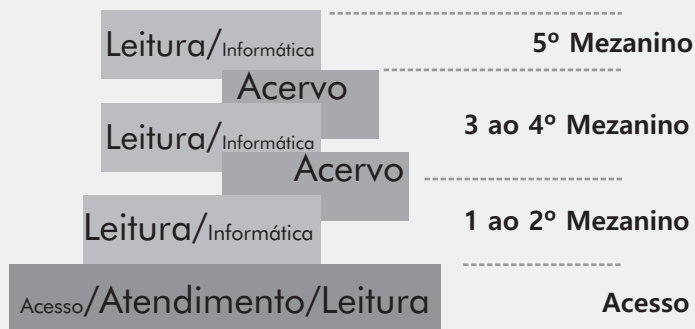 Leitura/Informática
5º Mezanino
Acervo
Leitura/Informática
3 ao 4º Mezanino
Acervo
Leitura/Informática
1 ao 2º Mezanino
Acesso/Atendimento/Leitura
Acesso